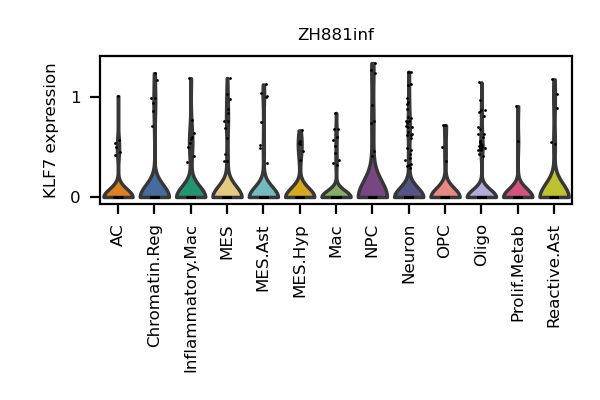 ZH881inf
KLF7 expression
1
0
AC
Chromatin.Reg
Inflammatory.Mac
MES
MES.Ast
MES.Hyp
Mac
NPC
Neuron
OPC
Oligo
Prolif.Metab
Reactive.Ast